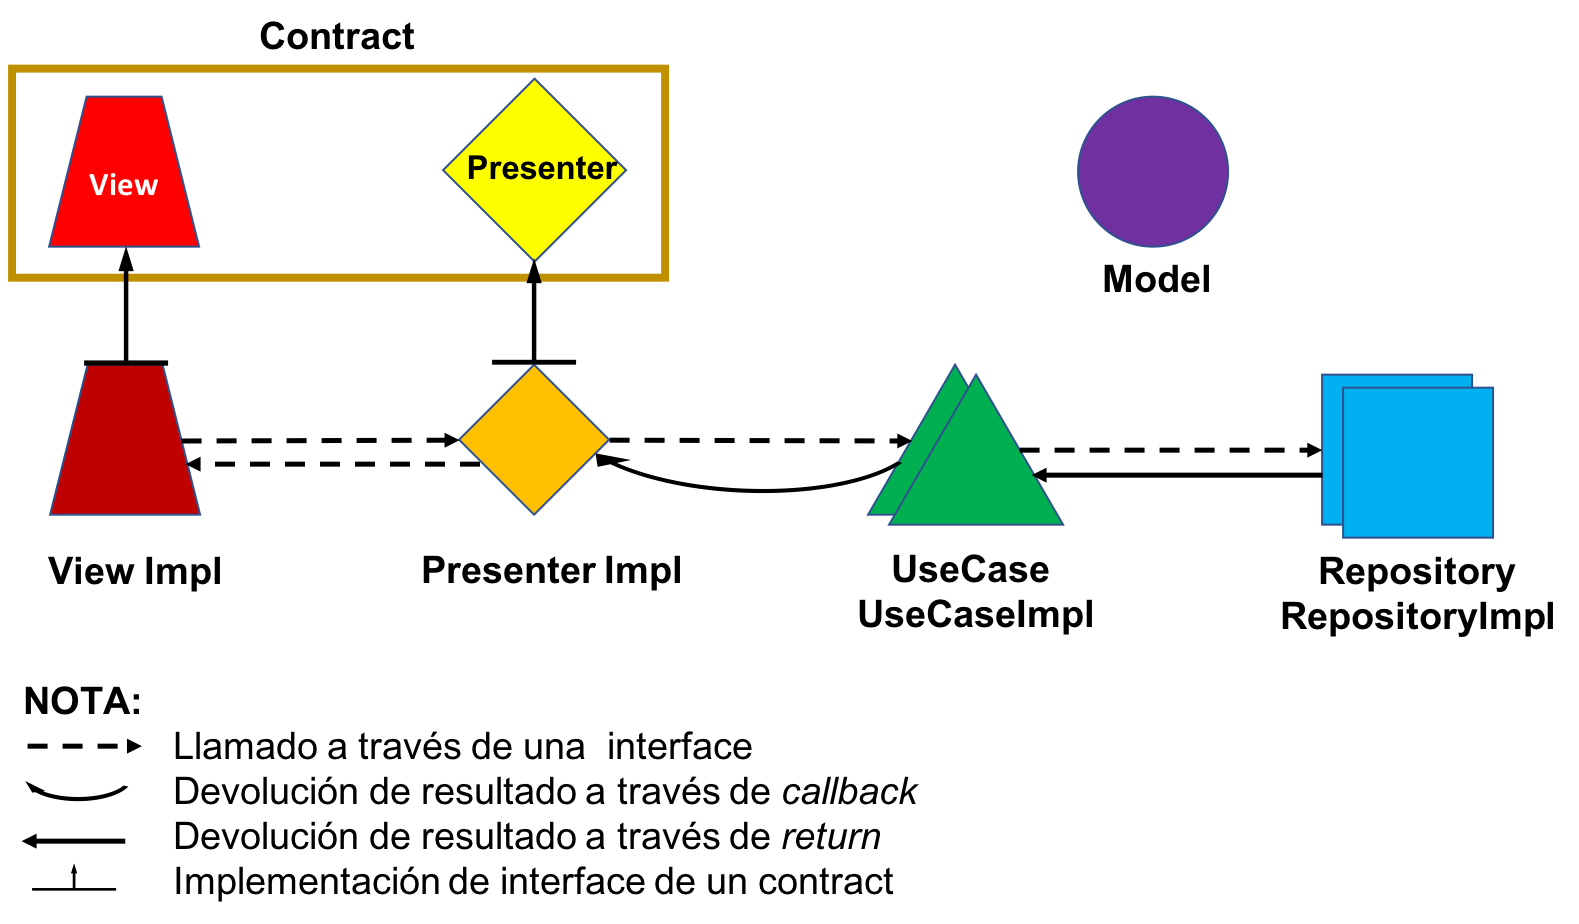 Contract
View
Presenter
Model
View Impl
Presenter Impl
UseCase
UseCaseImpl
Repository
RepositoryImpl
NOTA:
Llamado a través de una interface
Devolución de resultado a través de callback
Devolución de resultado a través de return
Implementación de interface de un contract